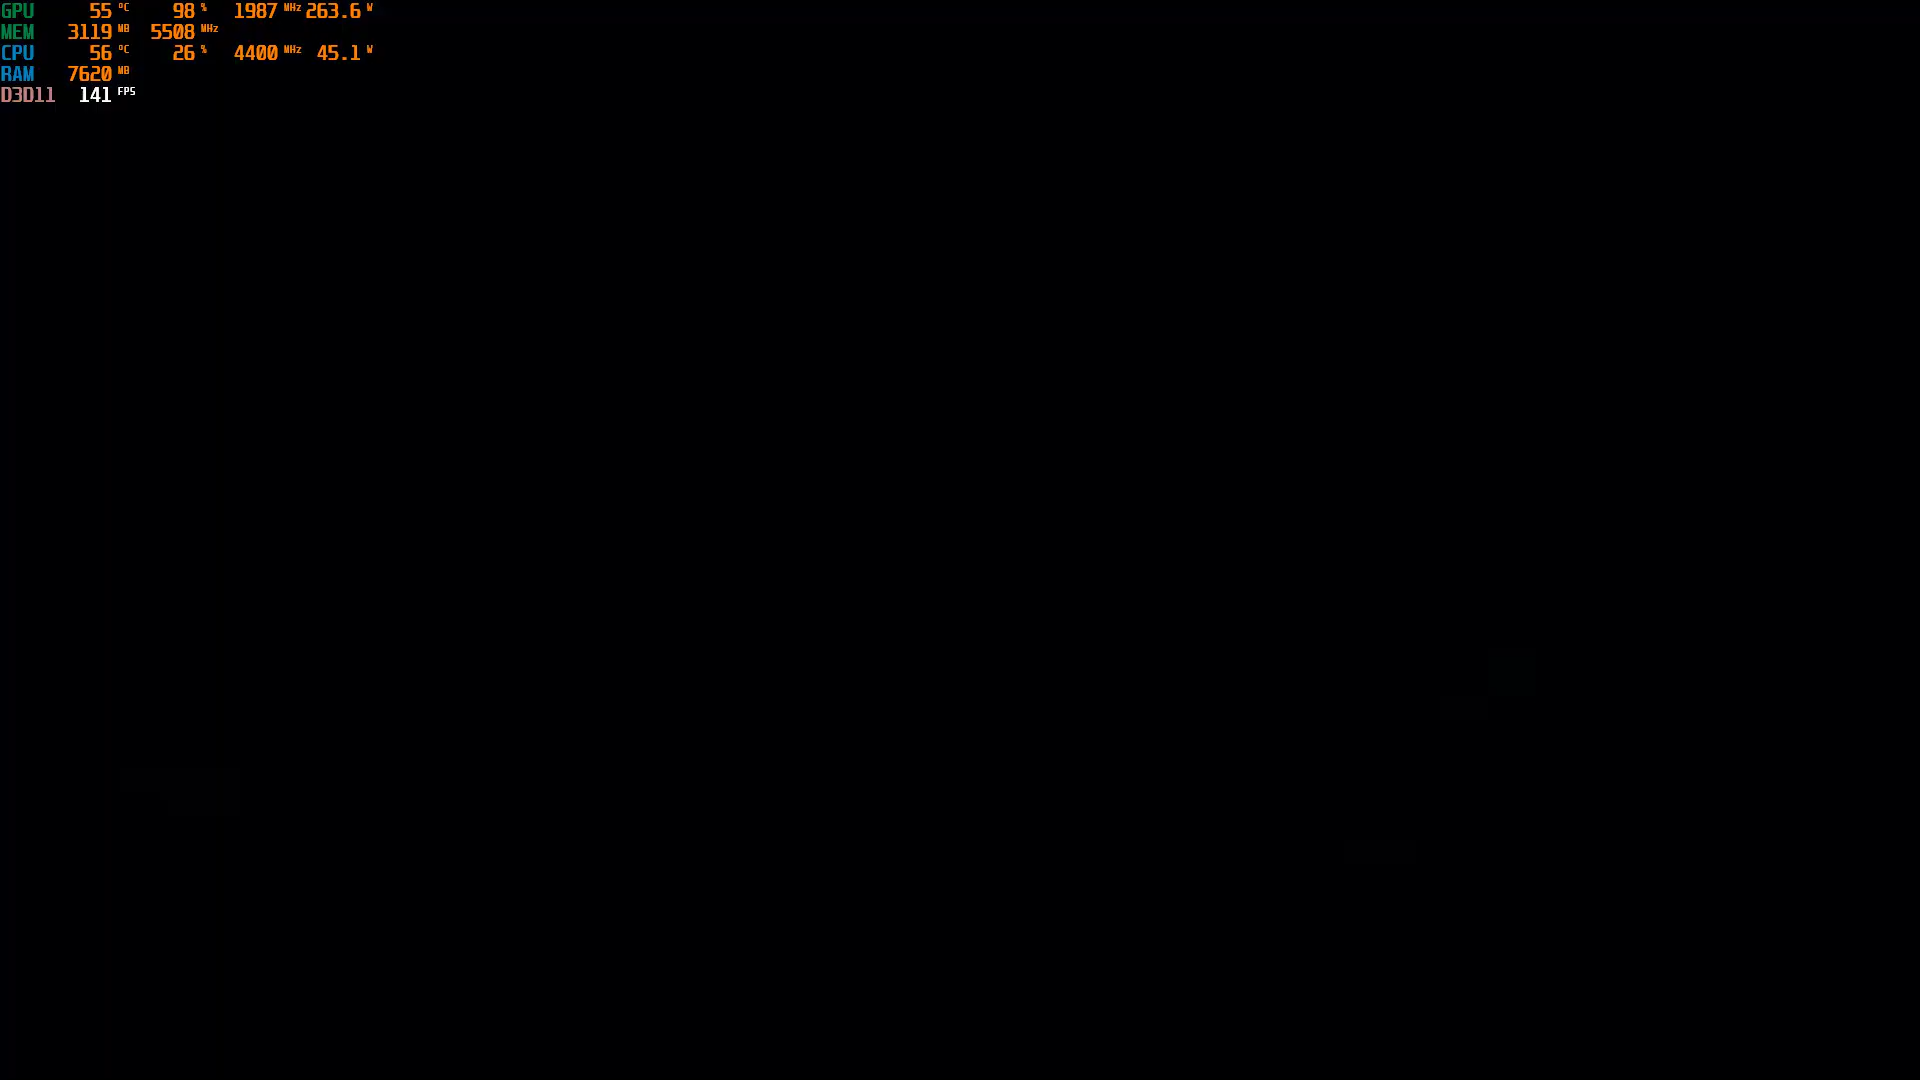 GPU 55 °C 98 % 1987 MHz 263.6 W
MEM 3119 MB 5508 MHz
CPU 56 °C 26 % 4400 MHz 45.1 W
RAM 7620 MB
D3D11 141 FPS